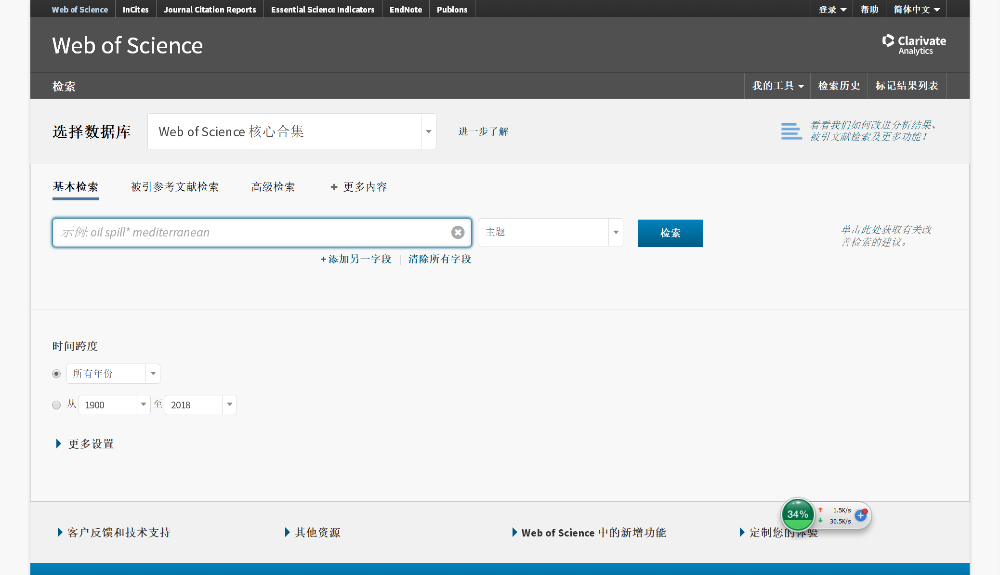 Web of Science InCites Journal Citation Reports Essential Science Indicators EndNote Publons 登录 帮助 简体中文
Web of Science
Clarivate
Analytics
检索 我的工具 检索历史 标记结果列表
选择数据库 Web of Science 核心合集 进一步了解
看看我们如何改进分析结果、
被引文献检索及更多功能！
基本检索 被引参考文献检索 高级检索 + 更多内容
示例: oil spill* mediterranean 主题 检索
单击此处获取有关改
善检索的建议。
+ 添加另一字段 | 清除所有字段
时间跨度
所有年份
从 1900 至 2018
更多设置
34% 1.5K/s
30.5K/s
客户反馈和技术支持 其他资源 Web of Science 中的新增功能 定制您的体验